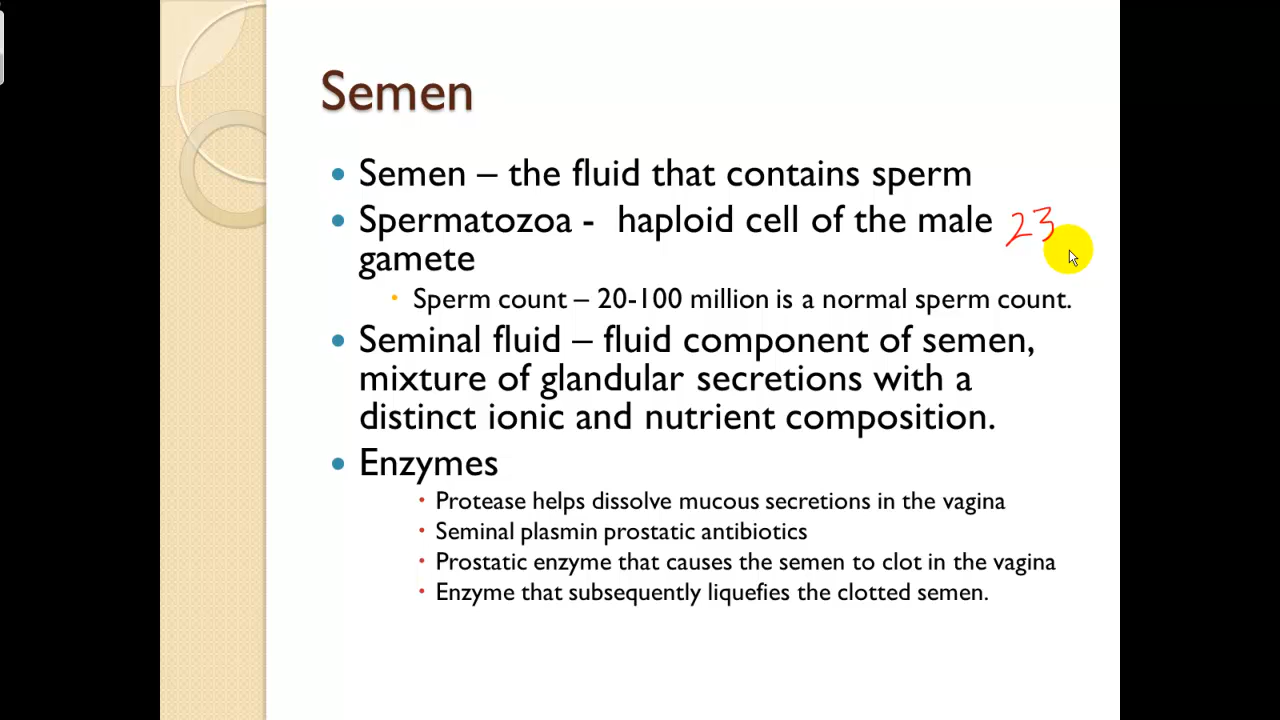 Semen
• Semen – the fluid that contains sperm
• Spermatozoa -  haploid cell of the male 23
gamete
• Sperm count – 20-100 million is a normal sperm count.
• Seminal fluid – fluid component of semen,
mixture of glandular secretions with a
distinct ionic and nutrient composition.
• Enzymes
• Protease helps dissolve mucous secretions in the vagina
• Seminal plasmin prostatic antibiotics
• Prostatic enzyme that causes the semen to clot in the vagina
• Enzyme that subsequently liquefies the clotted semen.